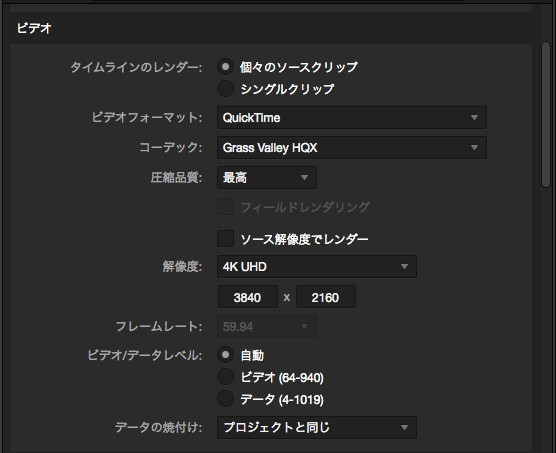 ビデオ
タイムラインのレンダー: 個々のソースクリップ
シングルクリップ
ビデオフォーマット: QuickTime
コーデック: Grass Valley HQX
圧縮品質: 最高
フィールドレンダリング
ソース解像度でレンダー
解像度: 4K UHD
3840 x 2160
フレームレート: 59.94
ビデオ/データレベル: 自動
ビデオ (64-940)
データ (4-1019)
データの焼付け: プロジェクトと同じ